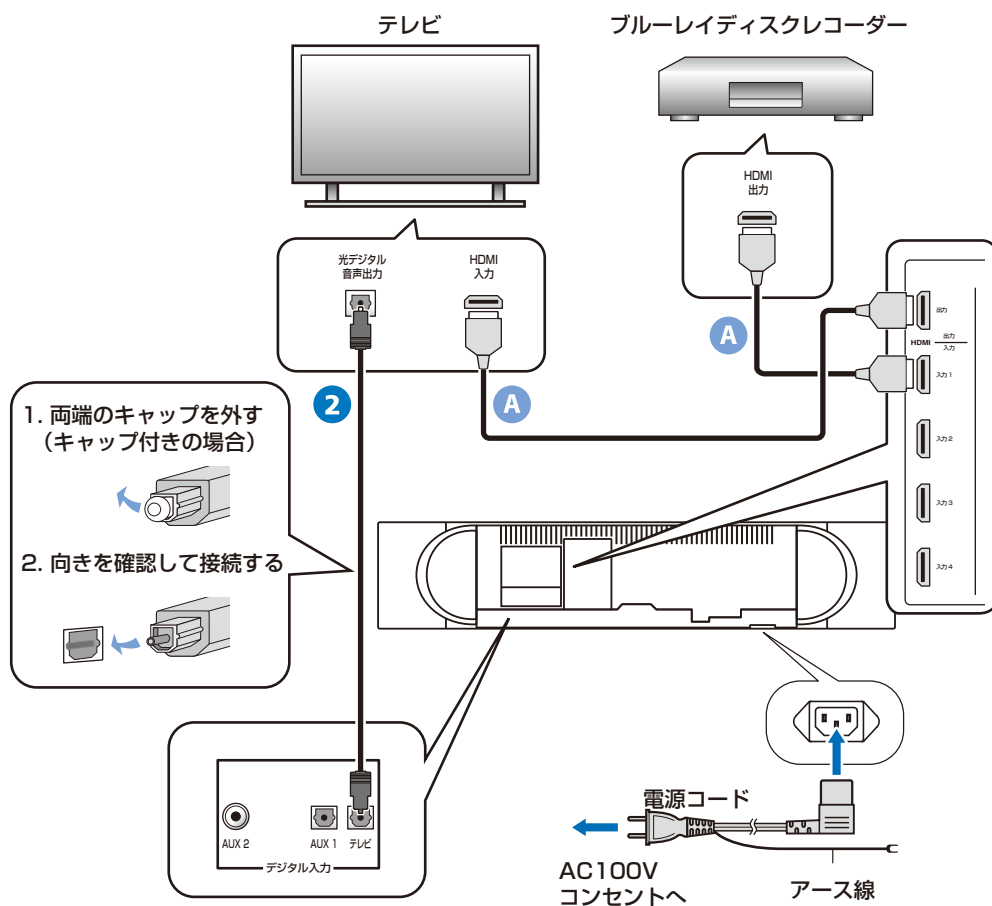 テレビ
ブルーレイディスクレコーダー
HDMI
出力
光デジタル
音声出力
HDMI
入力
A
A
2
出力
HDMI
出力
入力
入力 1
入力 2
入力 3
入力 4
1. 両端のキャップを外す
（キャップ付きの場合）
2. 向きを確認して接続する
AUX 2
AUX 1
テレビ
デジタル入力
電源コード
AC100V
コンセントへ
アース線